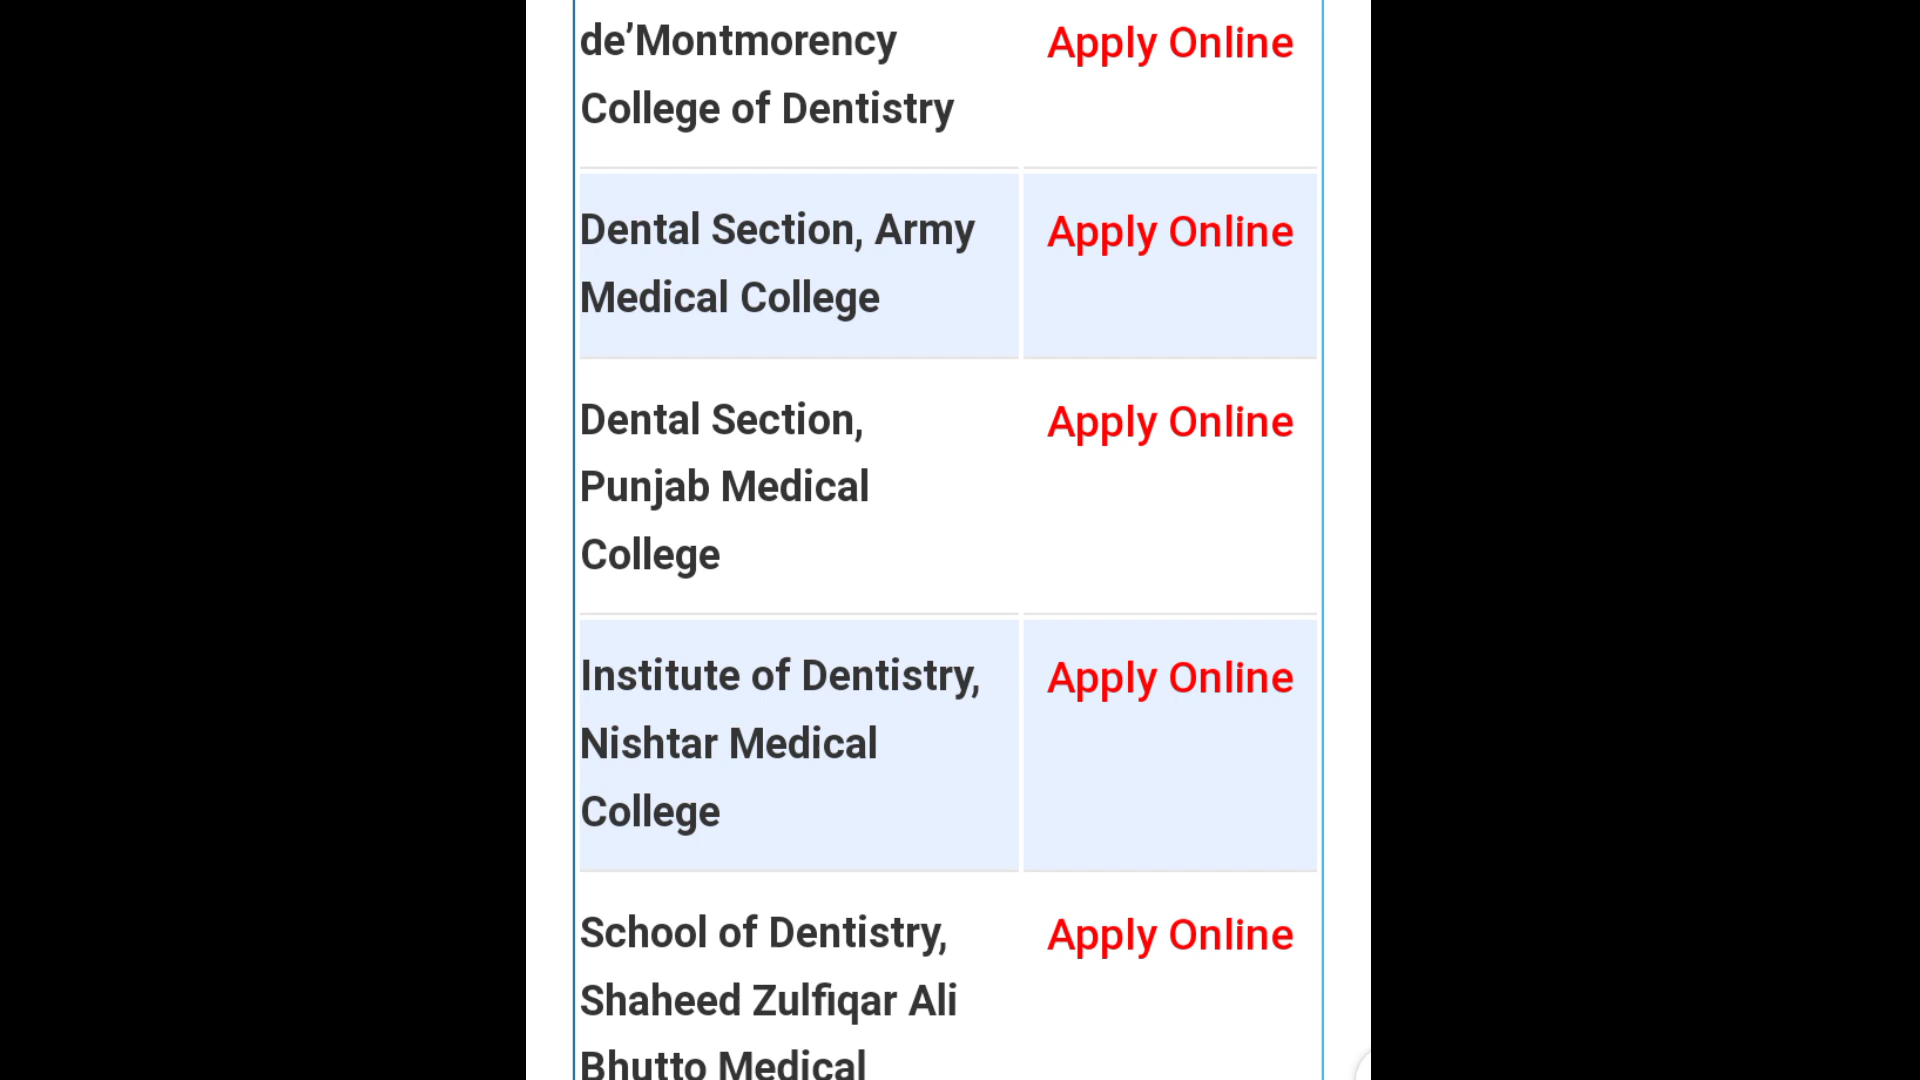 de’Montmorency
College of Dentistry
Apply Online
Dental Section, Army
Medical College
Apply Online
Dental Section,
Punjab Medical
College
Apply Online
Institute of Dentistry,
Nishtar Medical
College
Apply Online
School of Dentistry,
Shaheed Zulfiqar Ali
Bhutto Medical
Apply Online